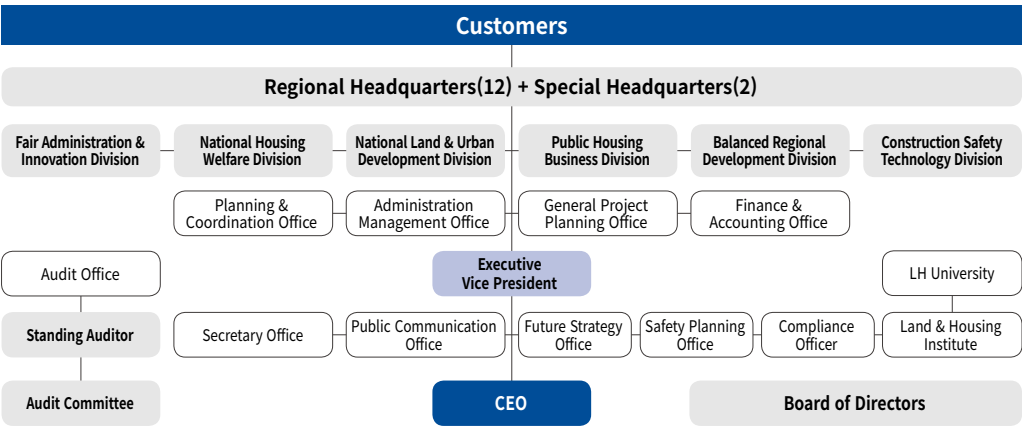 Customers
Regional Headquarters(12) + Special Headquarters(2)
Fair Administration &
Innovation Division
National Housing
Welfare Division
National Land & Urban
Development Division
Public Housing
Business Division
Balanced Regional
Development Division
Construction Safety
Technology Division
Planning &
Coordination Office
Administration
Management Office
General Project
Planning Office
Finance &
Accounting Office
Audit Office
Executive
Vice President
LH University
Standing Auditor
Secretary Office
Public Communication
Office
Future Strategy
Office
Safety Planning
Office
Compliance
Officer
Land & Housing
Institute
Audit Committee
CEO
Board of Directors